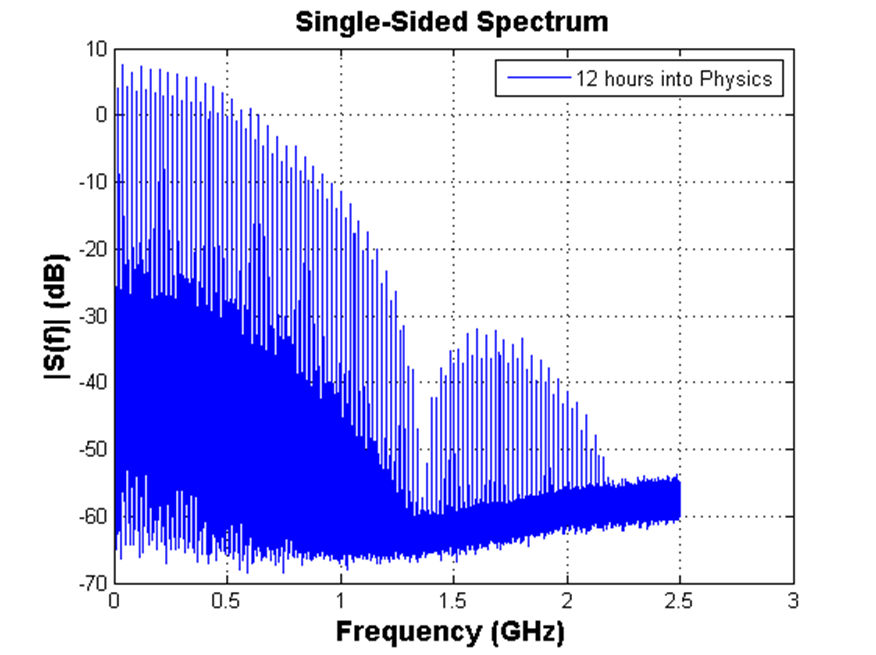 Single-Sided Spectrum
12 hours into Physics
|S(f)| (dB)
10
0
-10
-20
-30
-40
-50
-60
-70
0 0.5 1 1.5 2 2.5 3
Frequency (GHz)